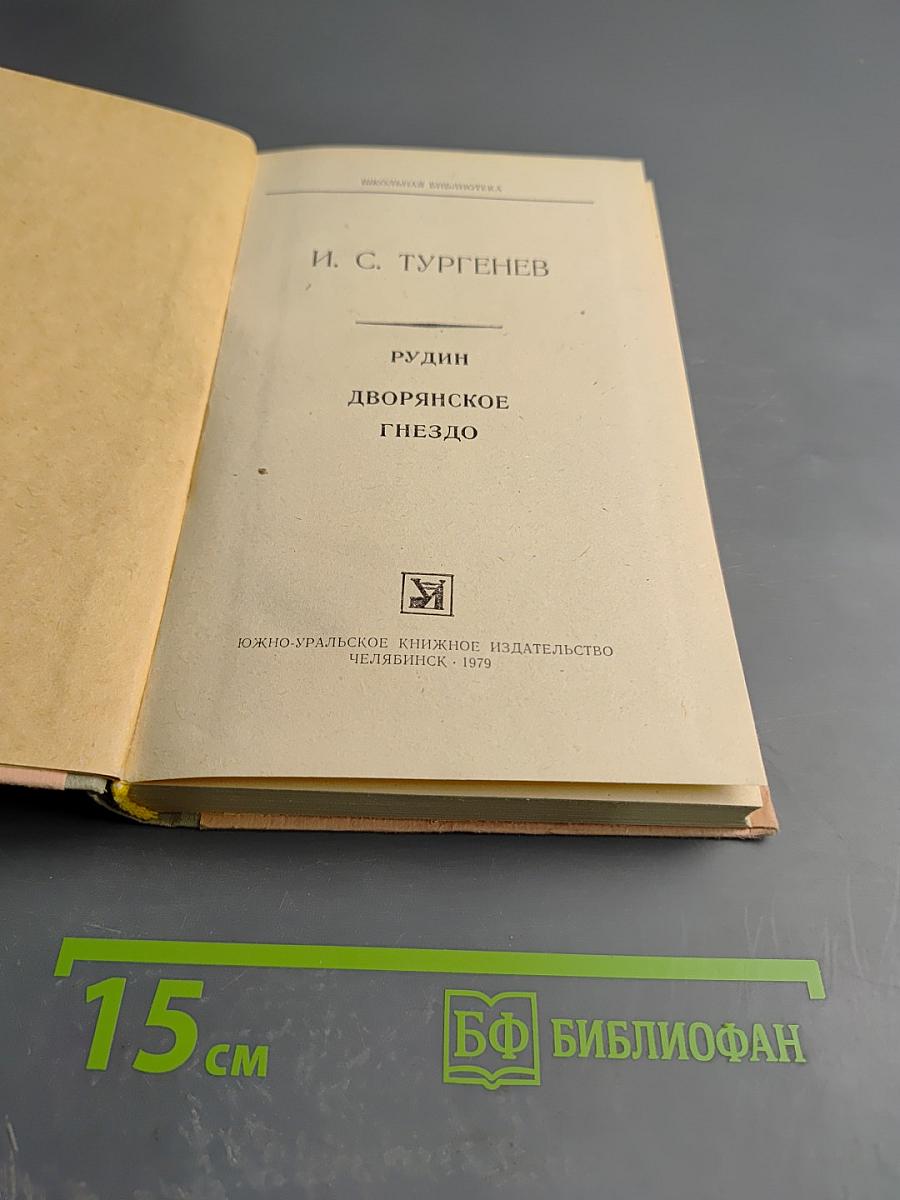 ШКОЛЬНАЯ БИБЛИОТЕКА
И. С. ТУРГЕНЕВ
РУДИН
ДВОРЯНСКОЕ
ГНЕЗДО
ЮЖНО-УРАЛЬСКОЕ КНИЖНОЕ ИЗДАТЕЛЬСТВО
ЧЕЛЯБИНСК · 1979
15 см
БФ БИБЛИОФАН